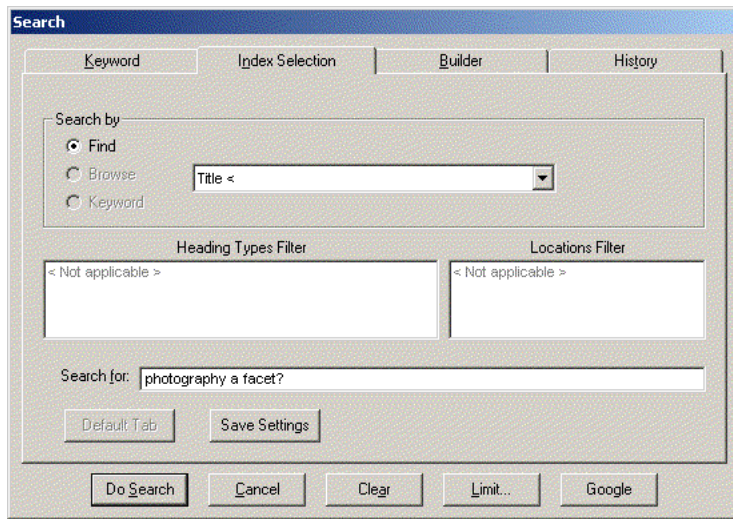 Search
Keyword Index Selection Builder History
Search by
Find
Browse
Title <
Keyword
Heading Types Filter Locations Filter
< Not applicable > < Not applicable >
Search for: photography a facet?
Default Tab Save Settings
Do Search Cancel Clear Limit... Google